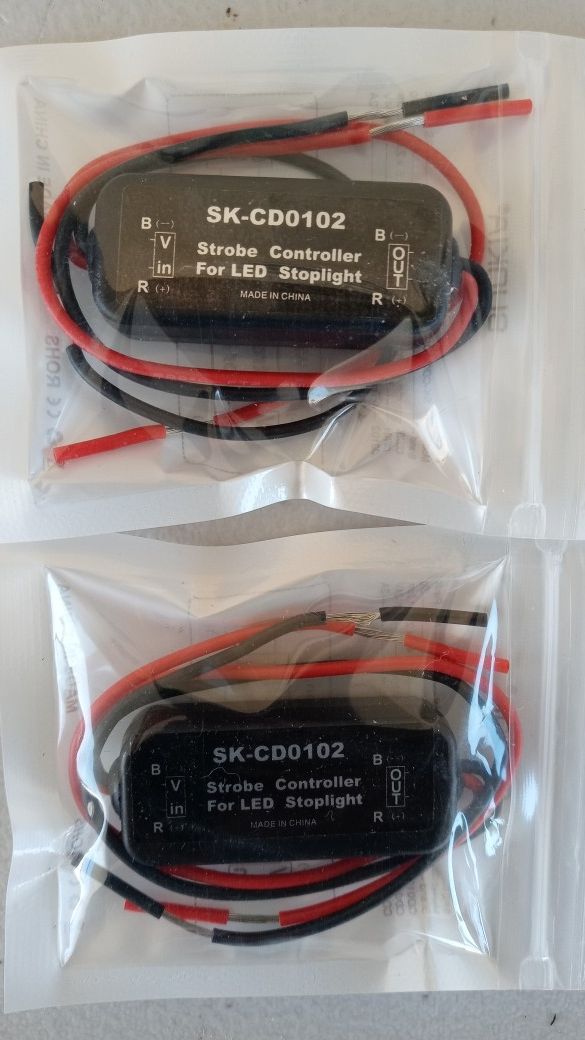 SK-CD0102
B (—)
V
in
R (+)
Strobe Controller
For LED Stoplight
MADE IN CHINA
B (—)
OUT
R (+)
SK-CD0102
B
V
in
R
Strobe Controller
For LED Stoplight
MADE IN CHINA
B (—)
OUT
R (+)